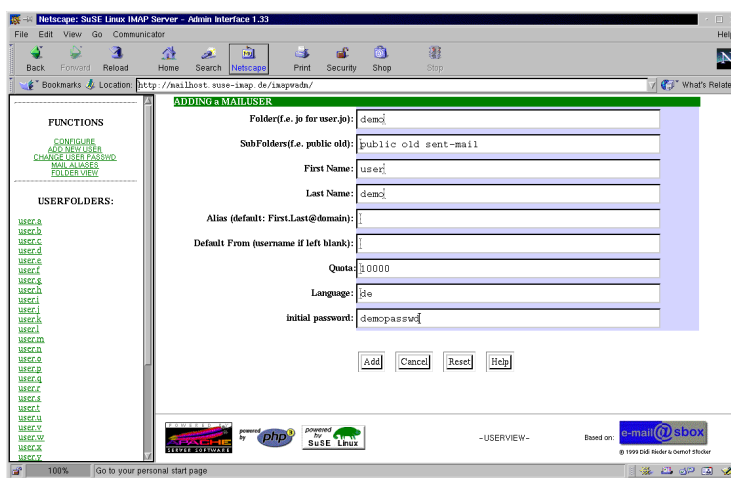 Netscape: SuSE Linux IMAP Server - Admin Interface 1.33
File Edit View Go Communicator Help
Back Forward Reload Home Search Netscape Print Security Shop Stop
Bookmarks Location: http://mailhost.suse-imap.de/imapwadm/ What's Relate
FUNCTIONS
CONFIGURE
ADD NEW USER
CHANGE USER PASSWD
MAIL ALIASES
FOLDER VIEW
USERFOLDERS:
user.a
user.b
user.c
user.d
user.e
user.f
user.g
user.h
user.i
user.j
user.k
user.l
user.m
user.n
user.o
user.p
user.q
user.r
user.s
user.t
user.u
user.v
user.w
user.x
user.y
ADDING a MAILUSER
Folder(f.e. jo for user.jo): demo
SubFolders(f.e. public old): public old sent-mail
First Name: user
Last Name: demo
Alias (default: First.Last@domain):
Default From (username if left blank):
Quota: 10000
Language: de
initial password: demopasswd
Add Cancel Reset Help
POWERED BY
APACHE
SERVER SOFTWARE
powered by php
powered by SuSE Linux
-USERVIEW-
Based on:
e-mail@sbox
© 1999 Didi Rieder & Gernot Stocker
100% Go to your personal start page